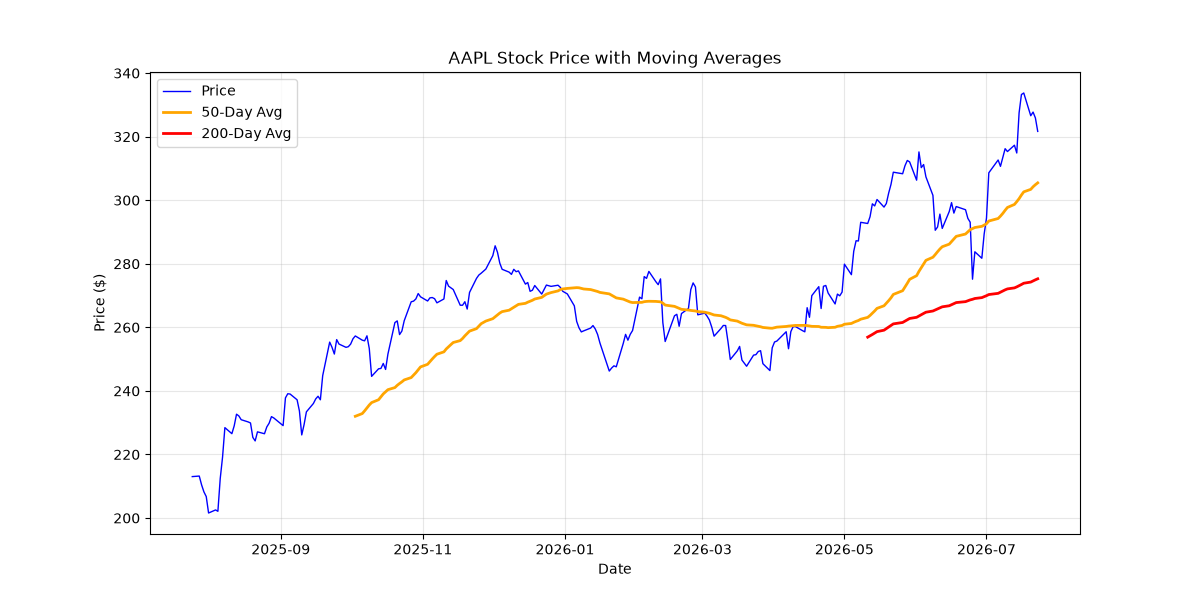 AAPL Stock Price with Moving Averages
Price
50-Day Avg
200-Day Avg
Price ($)
340
320
300
280
260
240
220
200
2025-09
2025-11
2026-01
2026-03
2026-05
2026-07
Date